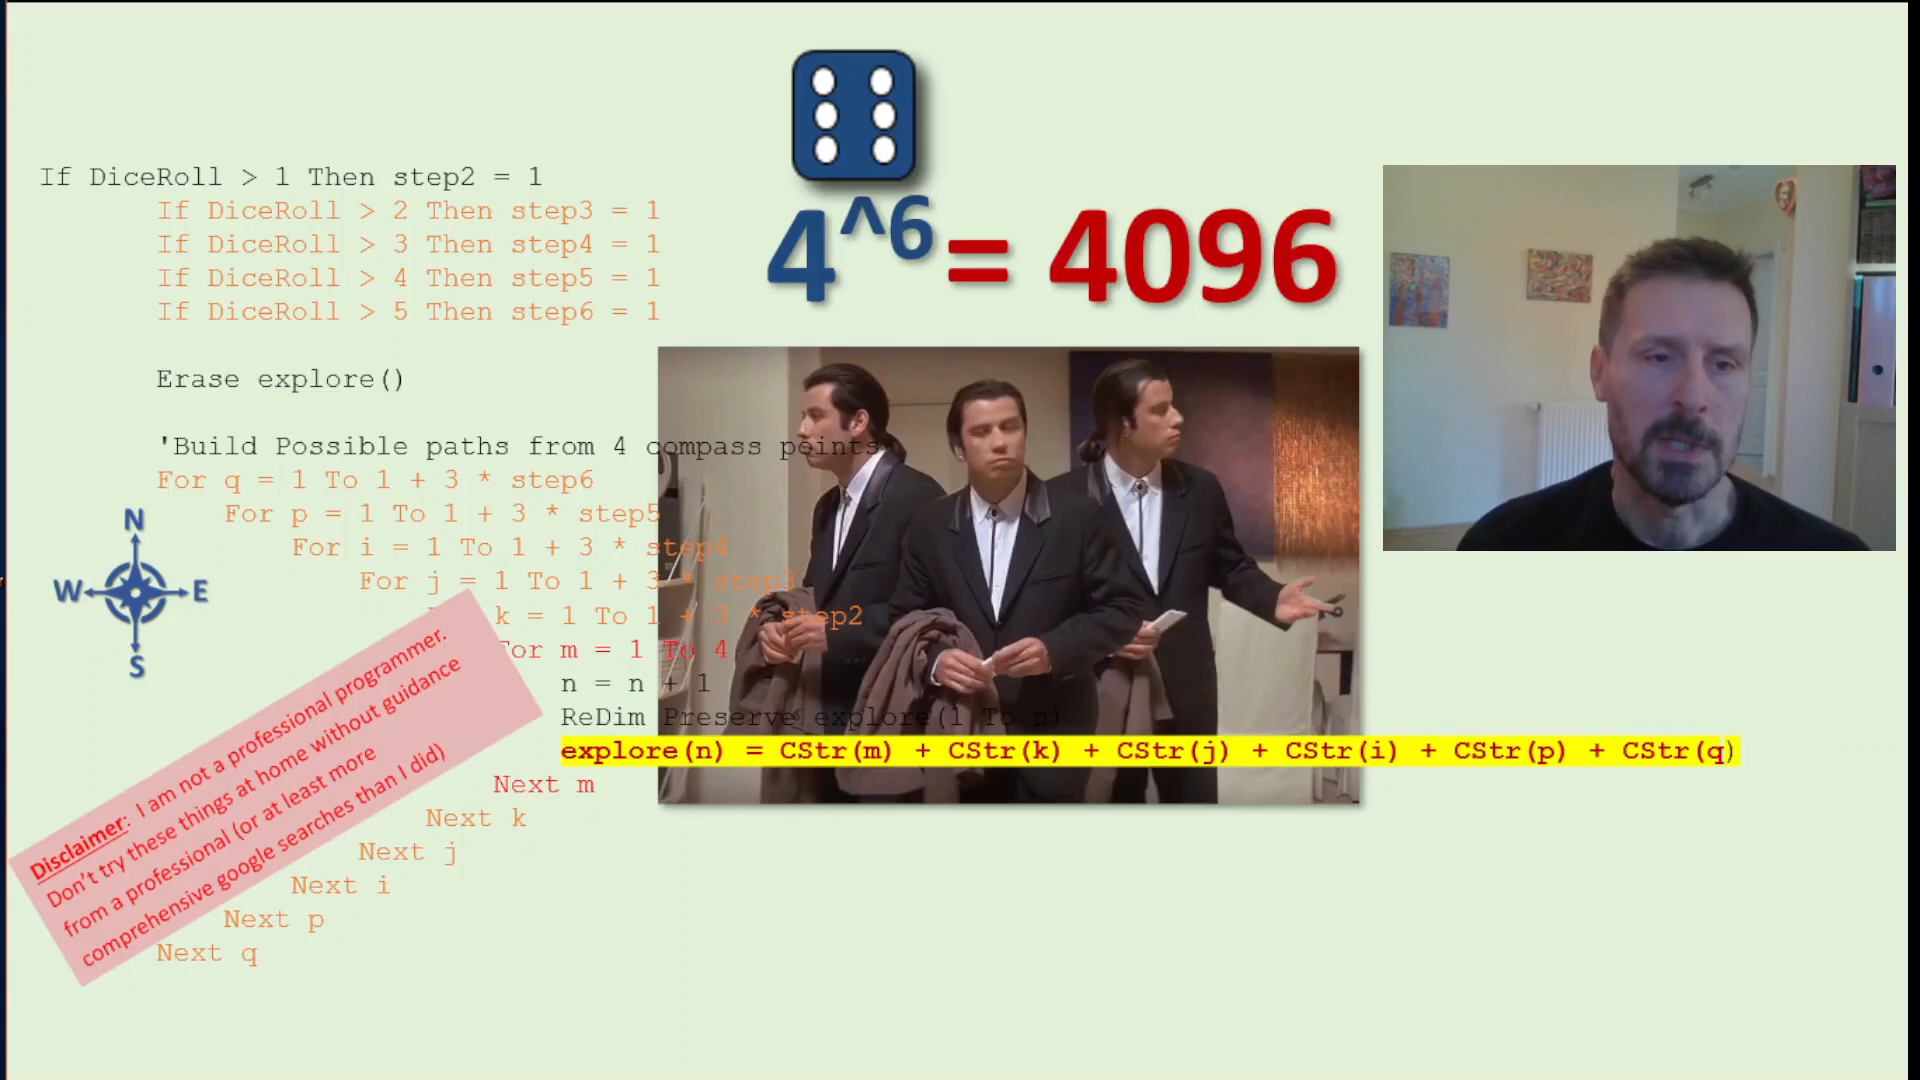 4^6 = 4096
If DiceRoll > 1 Then step2 = 1
If DiceRoll > 2 Then step3 = 1
If DiceRoll > 3 Then step4 = 1
If DiceRoll > 4 Then step5 = 1
If DiceRoll > 5 Then step6 = 1
Erase explore()
'Build Possible paths from 4 compass points
For q = 1 To 1 + 3 * step6
For p = 1 To 1 + 3 * step5
For i = 1 To 1 + 3 * step4
For j = 1 To 1 + 3 * step3
k = 1 To 1 + 3 * step2
For m = 1 To 4
n = n + 1
ReDim Preserve explore(1 To n)
explore(n) = CStr(m) + CStr(k) + CStr(j) + CStr(i) + CStr(p) + CStr(q)
Next m
Next k
Next j
Next i
Next p
Next q
N
W E
S
Disclaimer: I am not a professional programmer.
Don't try these things at home without guidance
from a professional (or at least more
comprehensive google searches than I did)